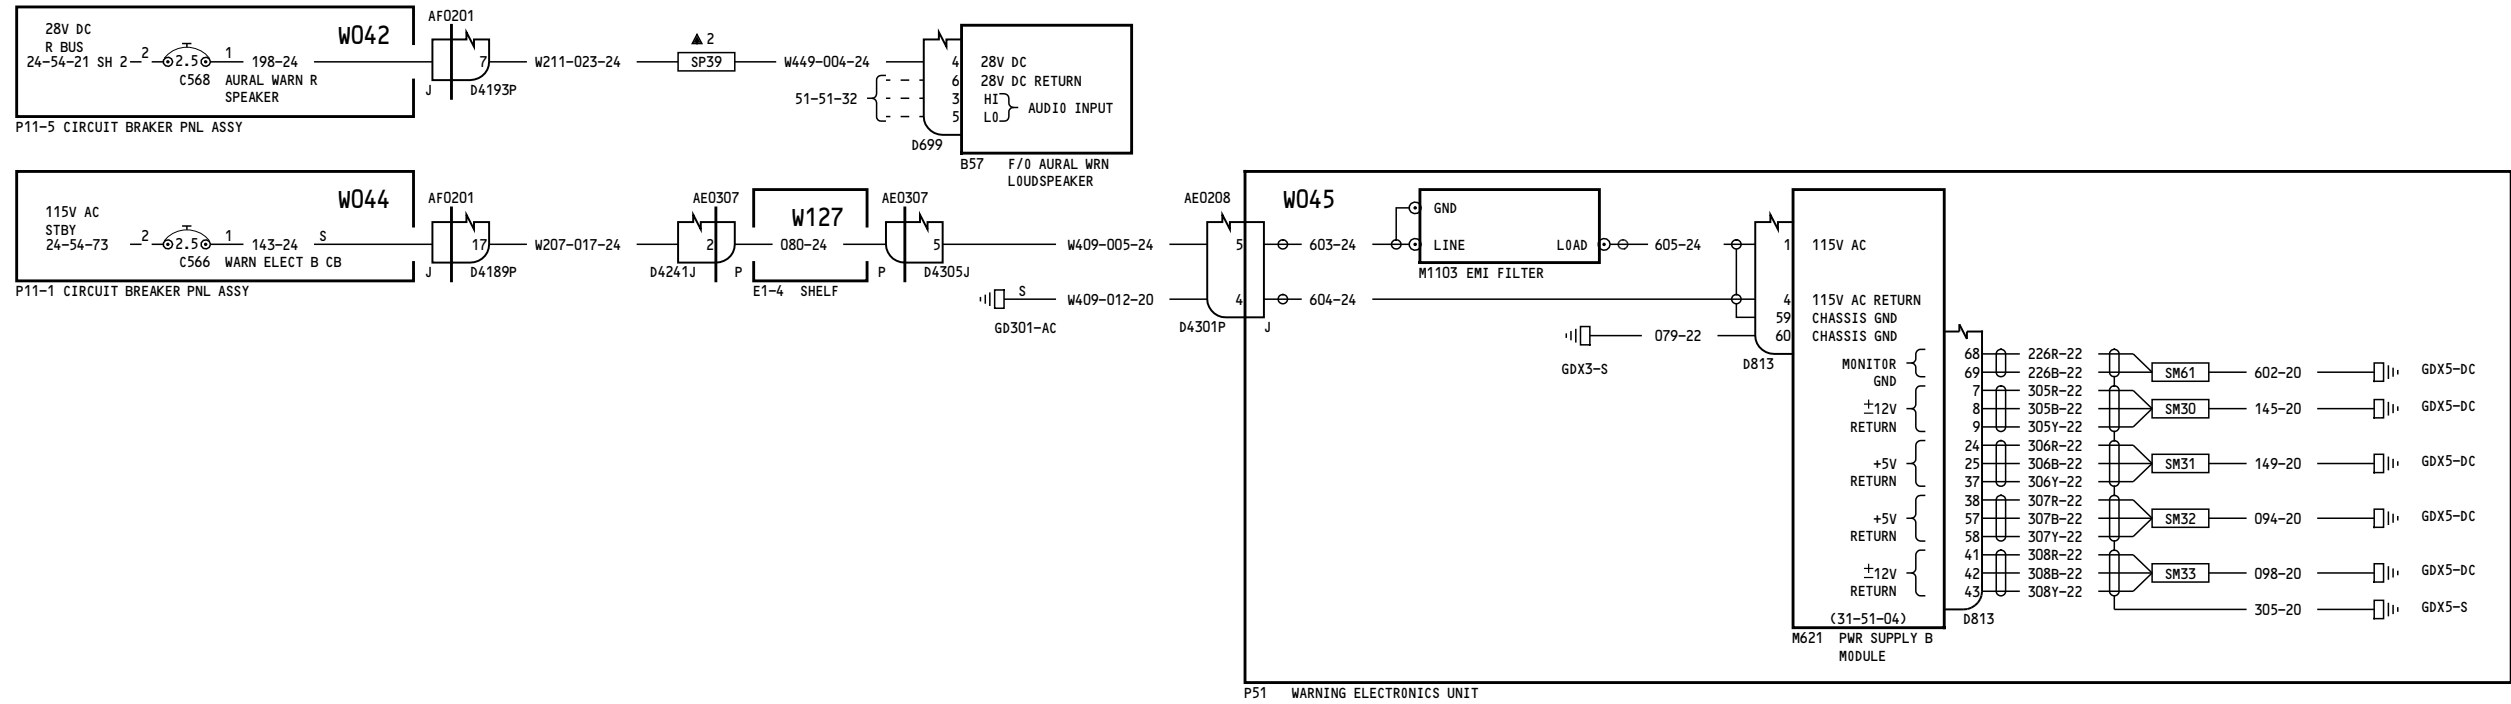 28V DC
R BUS
24-54-21 SH 2
2
2.5
1
198-24
C568
AURAL WARN R
SPEAKER
W042
P11-5 CIRCUIT BRAKER PNL ASSY
AF0201
7
J
D4193P
W211-023-24
▲ 2
SP39
W449-004-24
51-51-32
4
6
3
5
D699
28V DC
28V DC RETURN
HI
LO
AUDIO INPUT
B57 F/O AURAL WRN
LOUDSPEAKER
115V AC
STBY
24-54-73
2
2.5
1
143-24
S
C566
WARN ELECT B CB
W044
P11-1 CIRCUIT BREAKER PNL ASSY
AF0201
17
J
D4189P
W207-017-24
AE0307
2
D4241J
P
W127
080-24
E1-4 SHELF
AE0307
5
P
D4305J
W409-005-24
S
W409-012-20
GD301-AC
AE0208
5
4
D4301P
J
W045
603-24
604-24
GND
LINE
LOAD
M1103 EMI FILTER
605-24
079-22
GDX3-S
1
4
59
60
D813
115V AC
115V AC RETURN
CHASSIS GND
CHASSIS GND
MONITOR
GND
±12V
RETURN
+5V
RETURN
+5V
RETURN
±12V
RETURN
(31-51-04)
M621 PWR SUPPLY B
MODULE
68 226R-22
69 226B-22
SM61 602-20 GDX5-DC
7 305R-22
8 305B-22
9 305Y-22
SM30 145-20 GDX5-DC
24 306R-22
25 306B-22
37 306Y-22
SM31 149-20 GDX5-DC
38 307R-22
57 307B-22
58 307Y-22
SM32 094-20 GDX5-DC
41 308R-22
42 308B-22
43 308Y-22
SM33 098-20 GDX5-DC
305-20 GDX5-S
D813
P51 WARNING ELECTRONICS UNIT